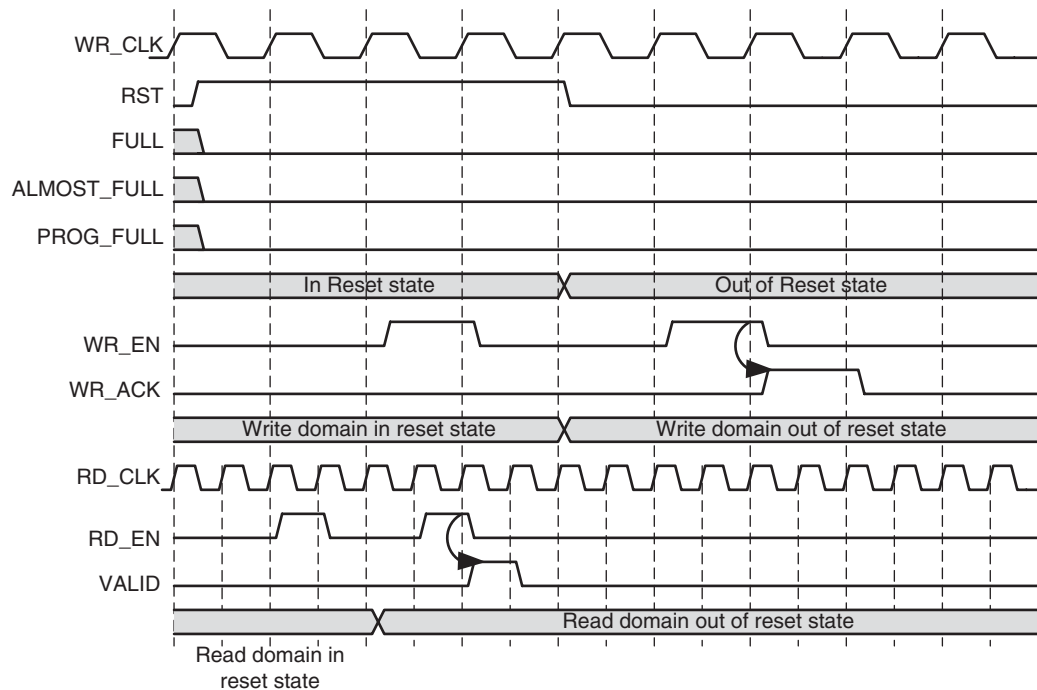 WR_CLK
RST
FULL
ALMOST_FULL
PROG_FULL
In Reset state
Out of Reset state
WR_EN
WR_ACK
Write domain in reset state
Write domain out of reset state
RD_CLK
RD_EN
VALID
Read domain out of reset state
Read domain in
reset state